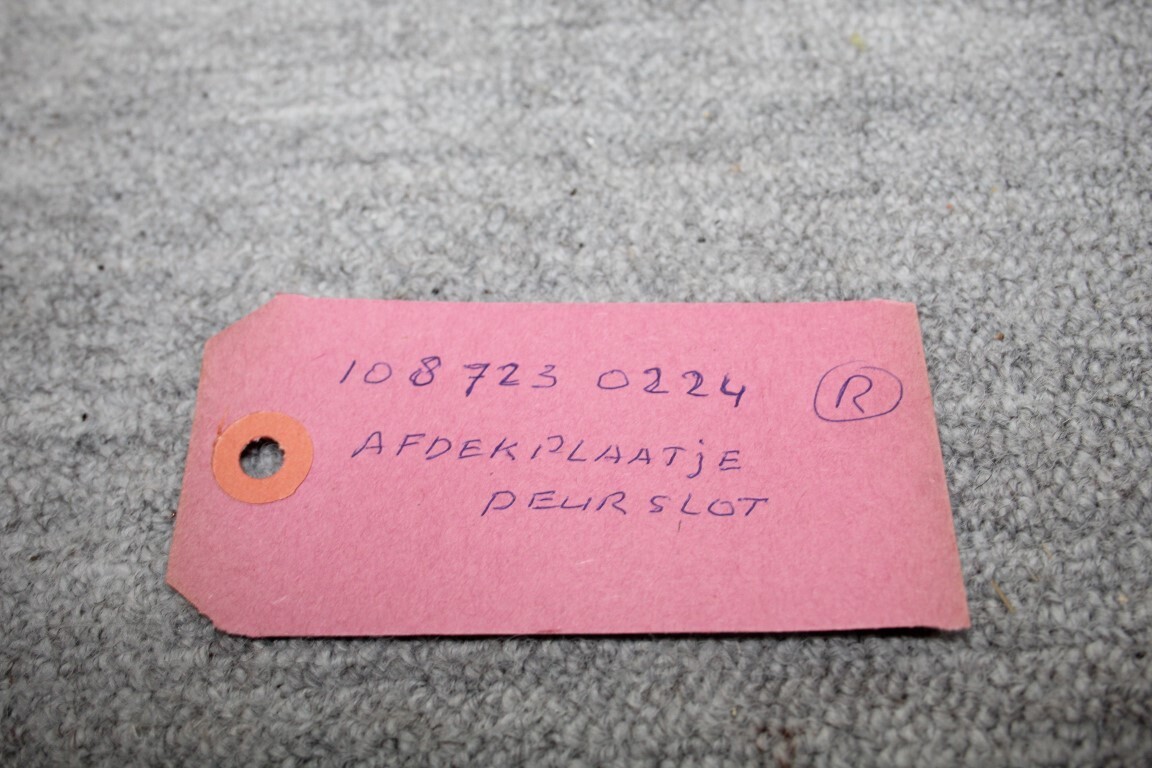 108 723 0224 R
AFDEKPLAATjE
DEURSLOT